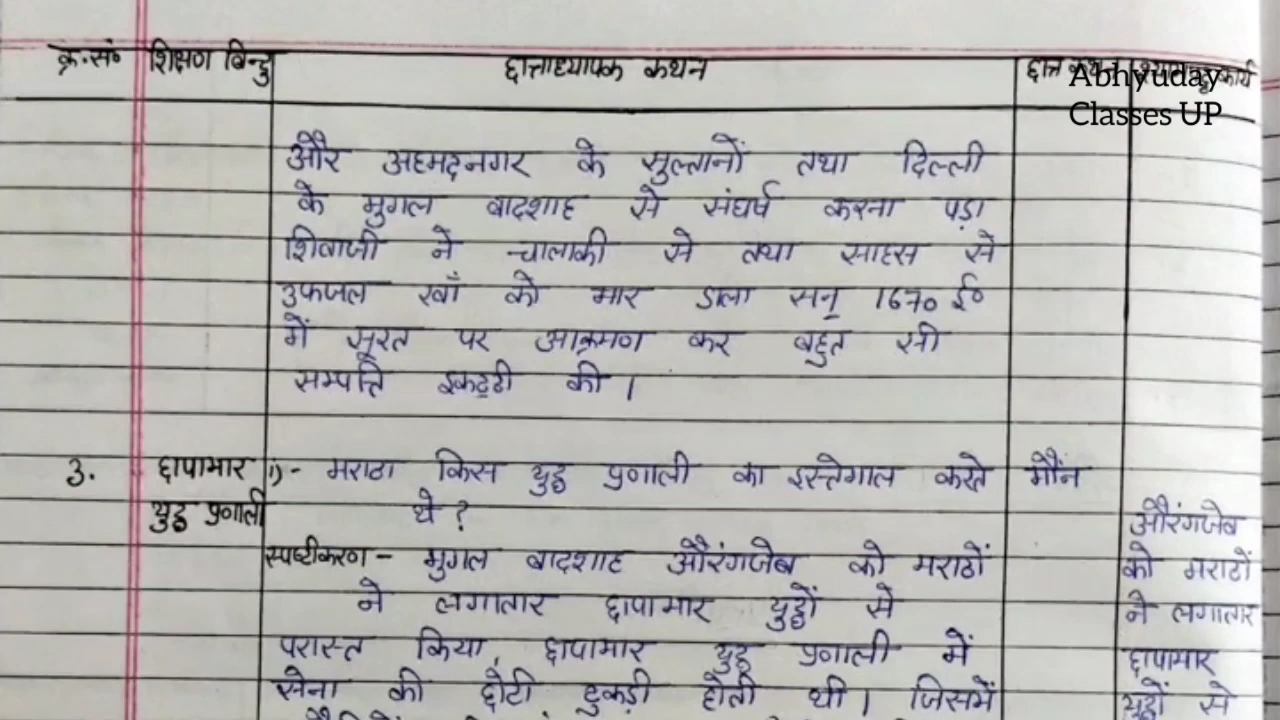 क्र.सं० शिक्षण बिन्दु छात्राध्यापक कथन छात्र कथन
Abhyuday
Classes UP
और अहमदनगर के सुल्तानों तथा दिल्ली
के मुगल बादशाह से संघर्ष करना पड़ा
शिवाजी ने चालाकी से तथा साहस से
उफजल खाँ को मार डाला सन् 1670 ई०
में सूरत पर आक्रमण कर बहुत सी
सम्पत्ति इकट्ठी की ।
3. छापामार i)- मराठा किस युद्ध प्रणाली का इस्तेगाल करते मौंन
युद्ध प्रणाली थे ? औरंगजेब
स्पष्टीकरण - मुगल बादशाह औरंगजेब को मराठों को मराठों
ने लगातार छापामार युद्धों से ने लगातार
परास्त किया, छापामार युद्ध प्रणाली में छापामार
सेना की छोटी टुकड़ी होती थी । जिसमें युद्धों से